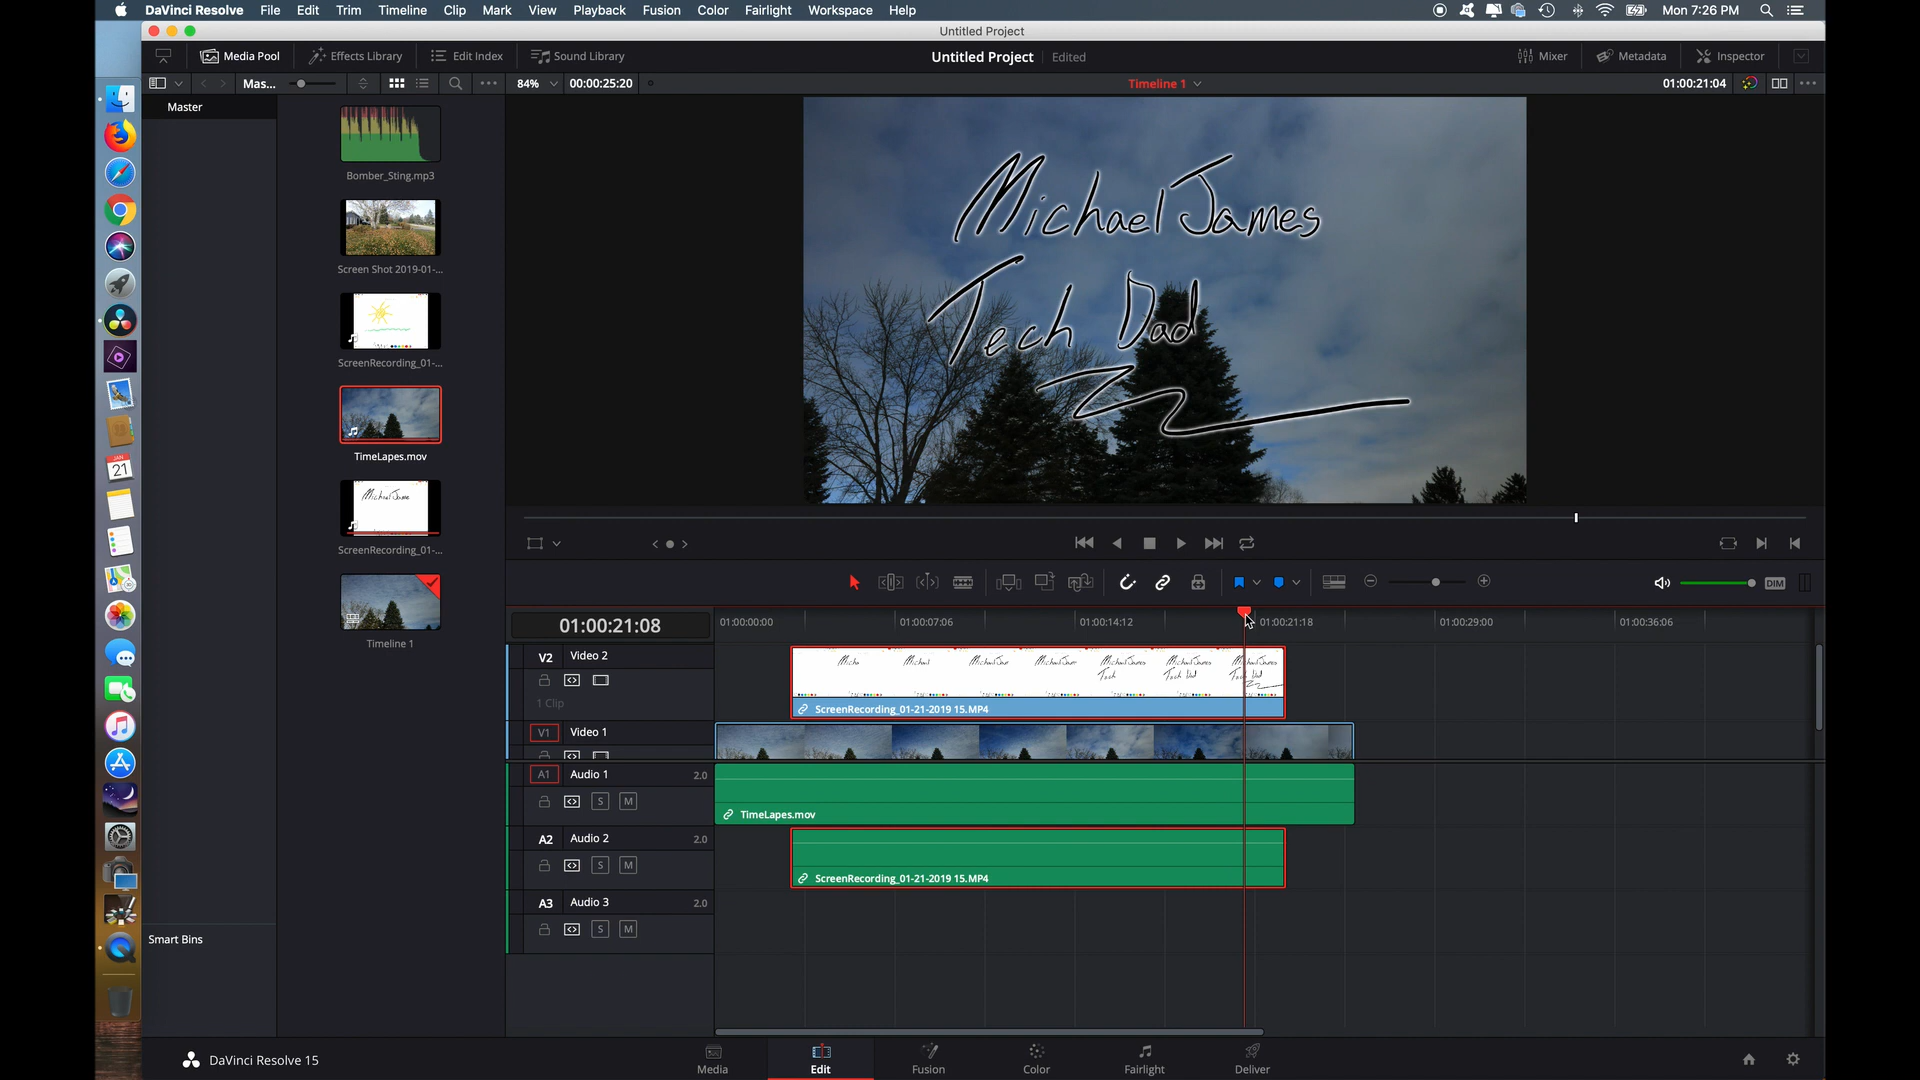 DaVinci Resolve File Edit Trim Timeline Clip Mark View Playback Fusion Color Fairlight Workspace Help Mon 7:26 PM
Untitled Project
Media Pool Effects Library Edit Index Sound Library Untitled Project Edited Mixer Metadata Inspector
Mas... 84% 00:00:25:20 Timeline 1 01:00:21:04
Master
Bomber_Sting.mp3
Screen Shot 2019-01-...
ScreenRecording_01-...
TimeLapes.mov
ScreenRecording_01-...
Timeline 1
Michael James
Tech Dad
DIM
01:00:21:08 01:00:00:00 01:00:07:06 01:00:14:12 01:00:21:18 01:00:29:00 01:00:36:06
V2 Video 2
1 Clip
ScreenRecording_01-21-2019 15.MP4
V1 Video 1
A1 Audio 1 2.0
S M
TimeLapes.mov
A2 Audio 2 2.0
S M
ScreenRecording_01-21-2019 15.MP4
A3 Audio 3 2.0
S M
Smart Bins
JAN
21
DaVinci Resolve 15 Media Edit Fusion Color Fairlight Deliver